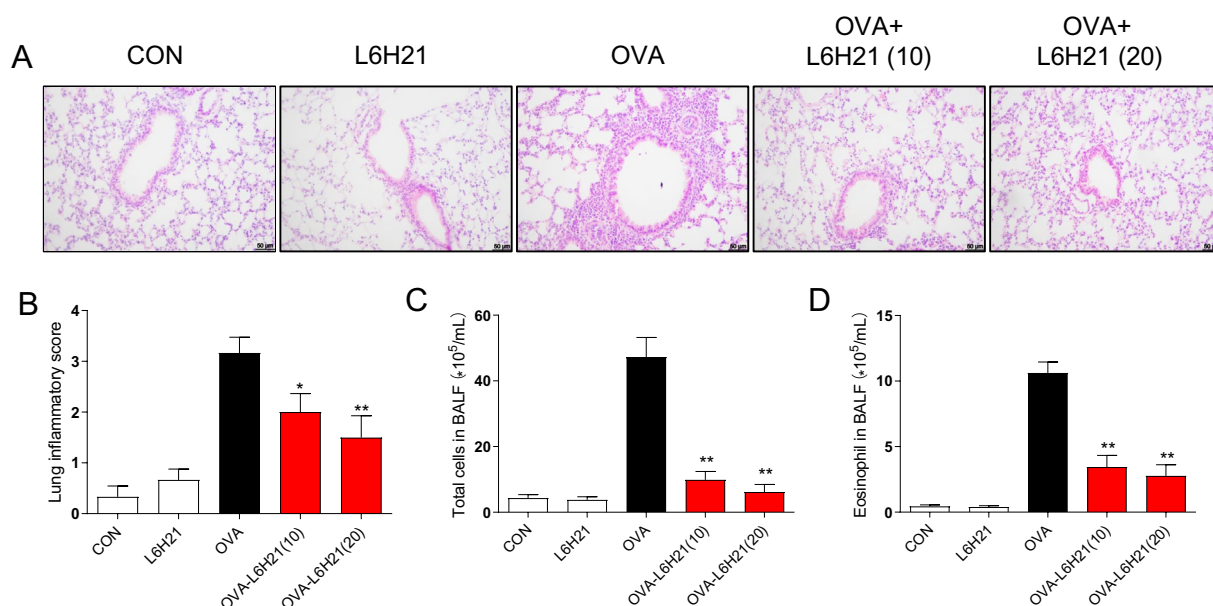 A
CON
L6H21
OVA
OVA+
L6H21 (10)
OVA+
L6H21 (20)
50 μm
50 μm
50 μm
50 μm
50 μm
B
Lung inflammatory score
4
3
2
1
0
*
**
CON
L6H21
OVA
OVA-L6H21(10)
OVA-L6H21(20)
C
Total cells in BALF (*10⁵/mL)
60
40
20
0
**
**
CON
L6H21
OVA
OVA-L6H21(10)
OVA-L6H21(20)
D
Eosinophil in BALF (*10⁵/mL)
15
10
5
0
**
**
CON
L6H21
OVA
OVA-L6H21(10)
OVA-L6H21(20)